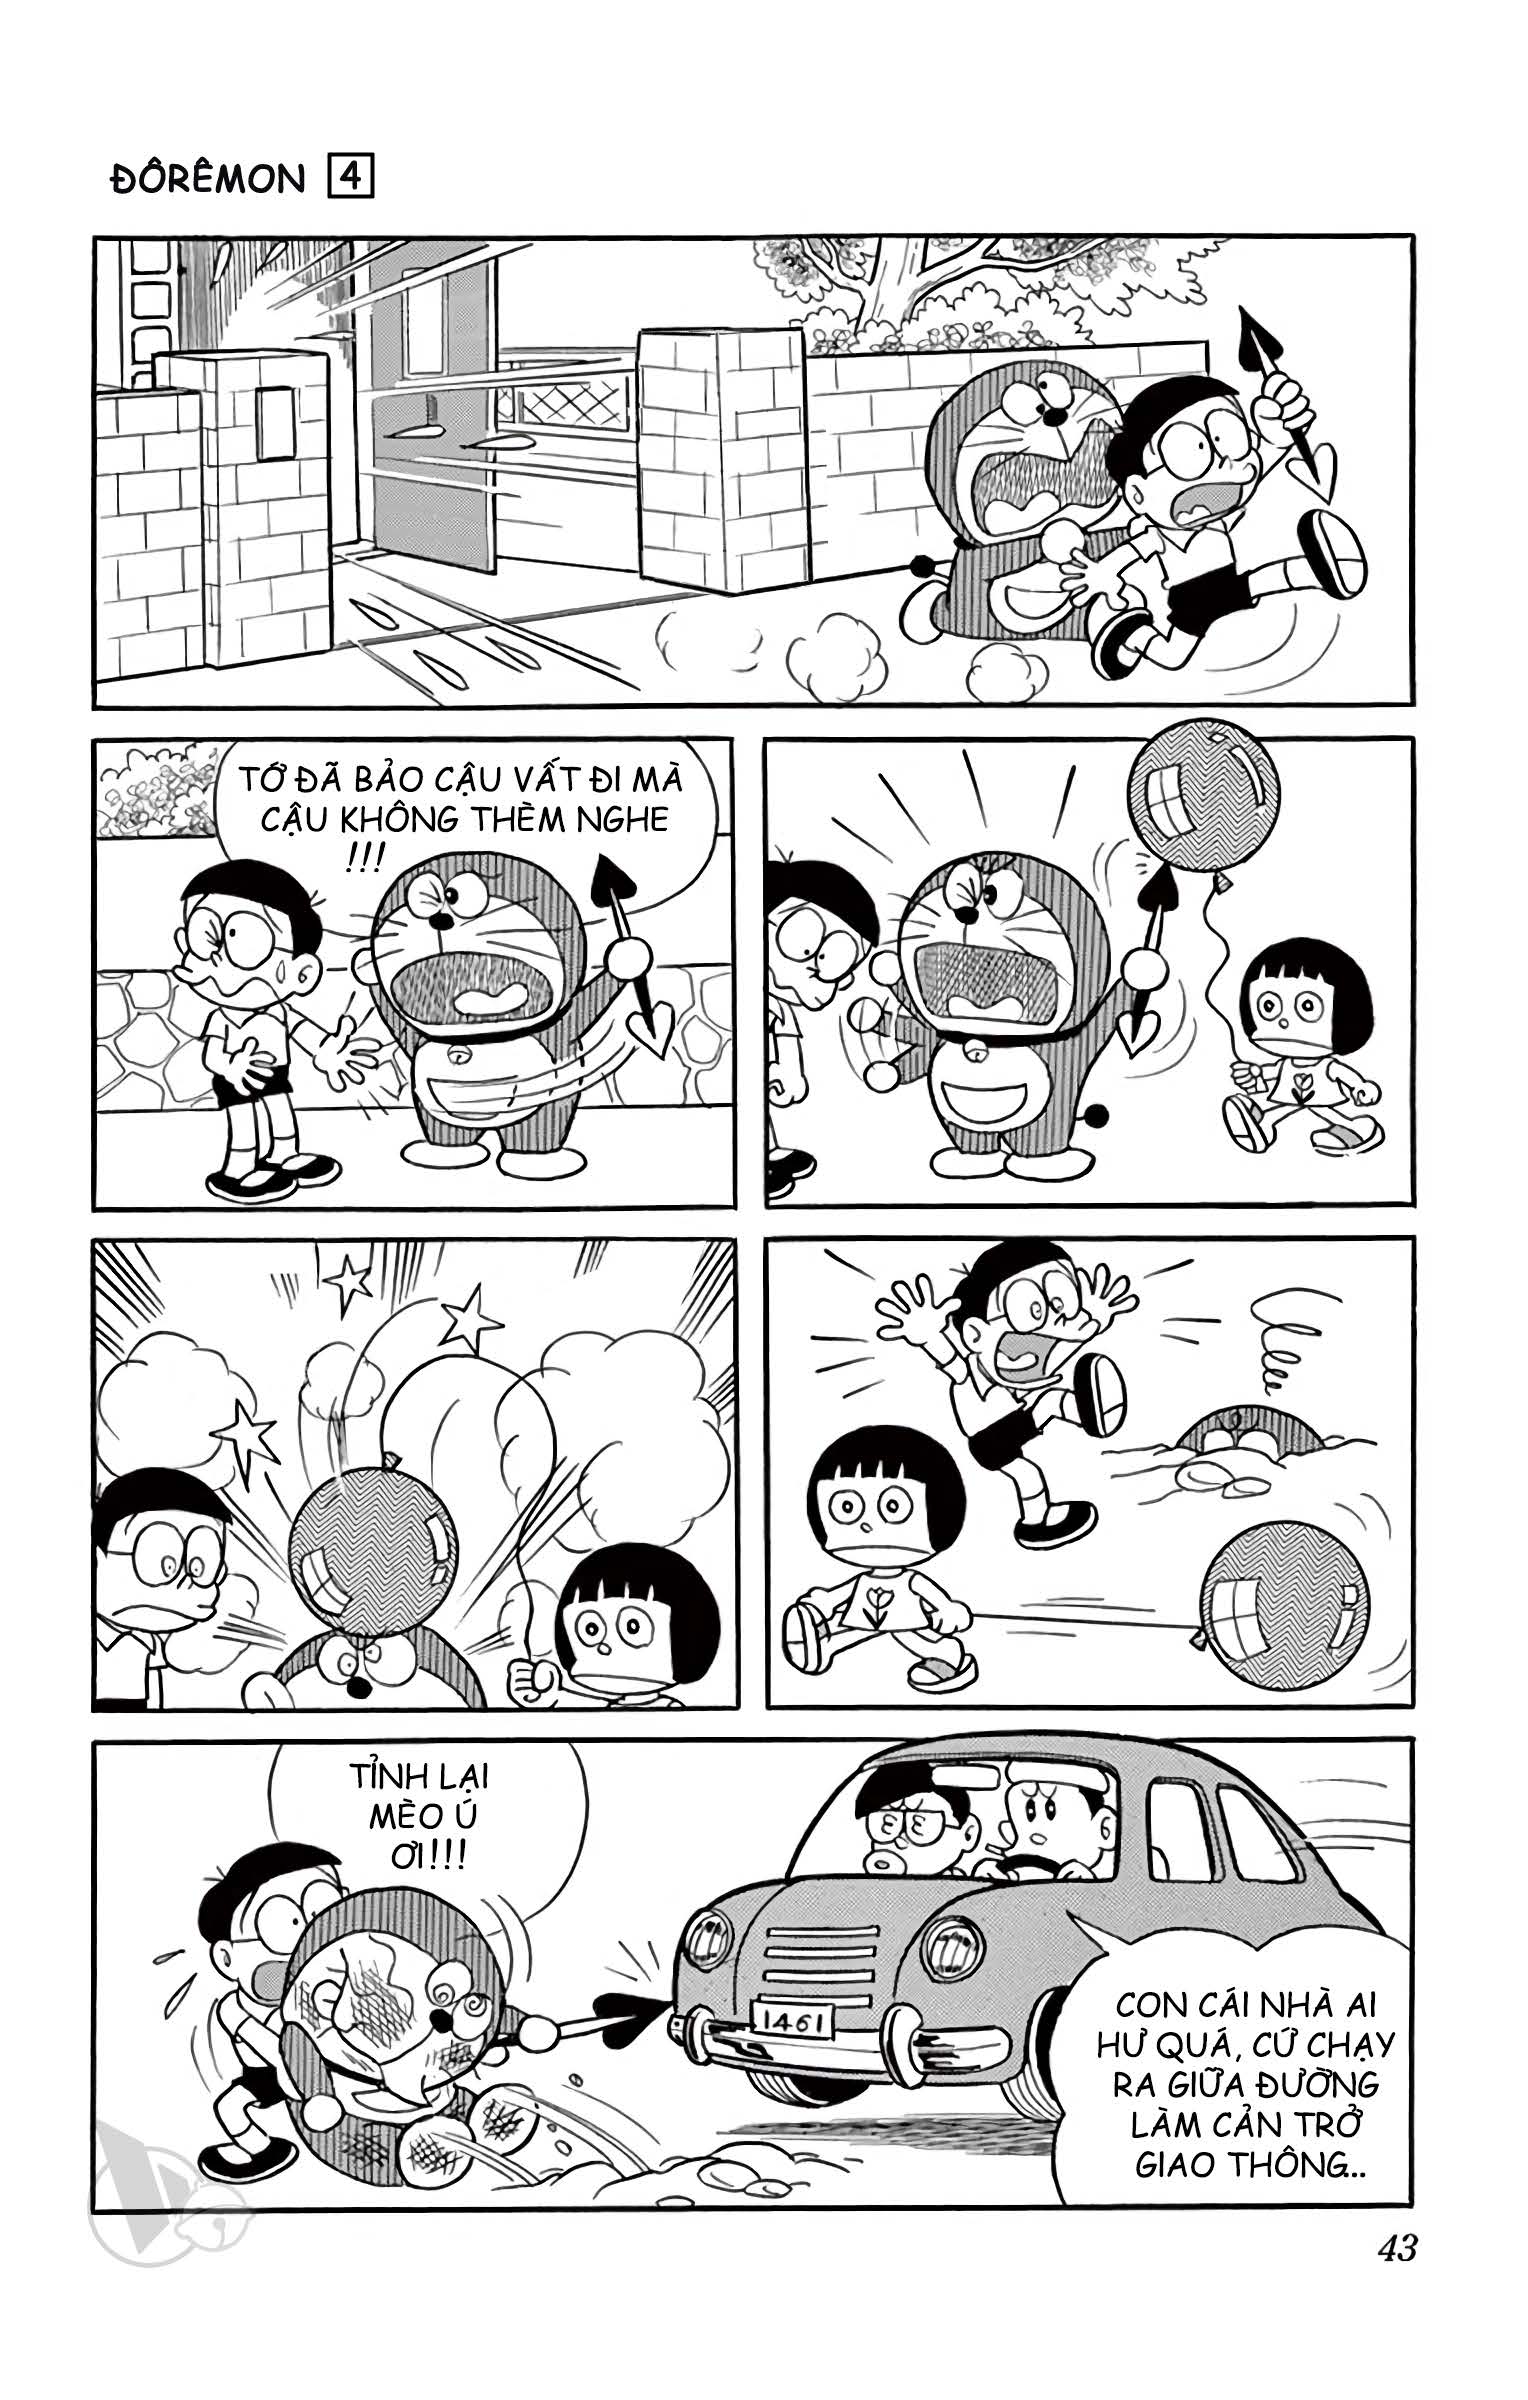 ĐÔRÊMON 4
TỚ ĐÃ BẢO CẬU VẤT ĐI MÀ
CẬU KHÔNG THÈM NGHE
!!!
TỈNH LẠI
MÈO Ú
ƠI!!!
1461
CON CÁI NHÀ AI
HƯ QUÁ, CỨ CHẠY
RA GIỮA ĐƯỜNG
LÀM CẢN TRỞ
GIAO THÔNG..
43